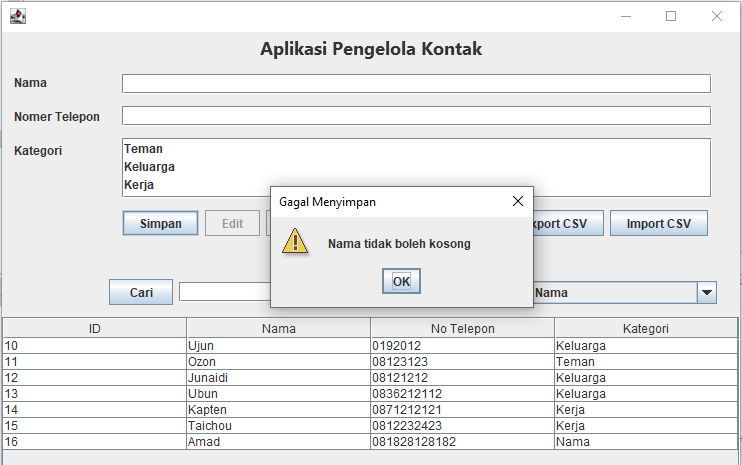 Aplikasi Pengelola Kontak
Nama
Nomer Telepon
Kategori
Teman
Keluarga
Kerja
Gagal Menyimpan
Nama tidak boleh kosong
OK
Simpan Edit xport CSV Import CSV
Cari Nama
ID Nama No Telepon Kategori
10 Ujun 0192012 Keluarga
11 Ozon 08123123 Teman
12 Junaidi 08121212 Keluarga
13 Ubun 0836212112 Keluarga
14 Kapten 0871212121 Kerja
15 Taichou 0812232423 Kerja
16 Amad 081828128182 Nama